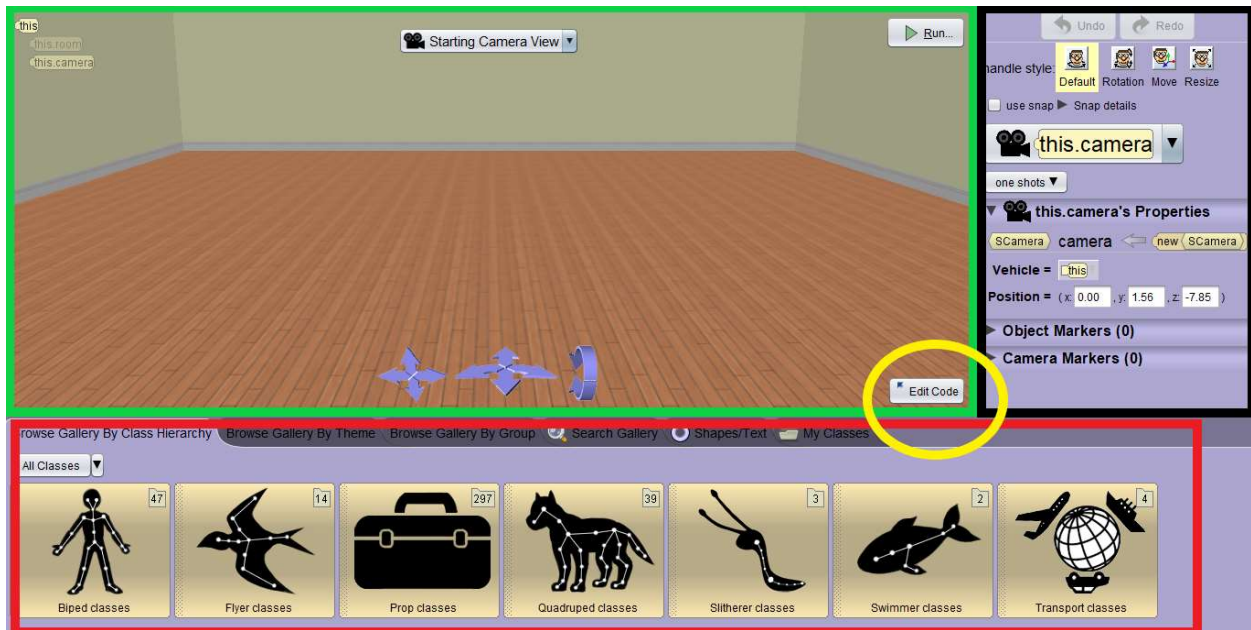 this
this.room
this.camera
Starting Camera View
Run...
Edit Code
Undo Redo
handle style:
Default Rotation Move Resize
use snap Snap details
this.camera
one shots
this.camera's Properties
SCamera camera new SCamera
Vehicle = this
Position = ( x: 0.00 , y: 1.56 , z: -7.85 )
Object Markers (0)
Camera Markers (0)
Browse Gallery By Class Hierarchy Browse Gallery By Theme Browse Gallery By Group Search Gallery Shapes/Text My Classes
All Classes
47 14 297 39 3 2 4
Biped classes Flyer classes Prop classes Quadruped classes Slitherer classes Swimmer classes Transport classes